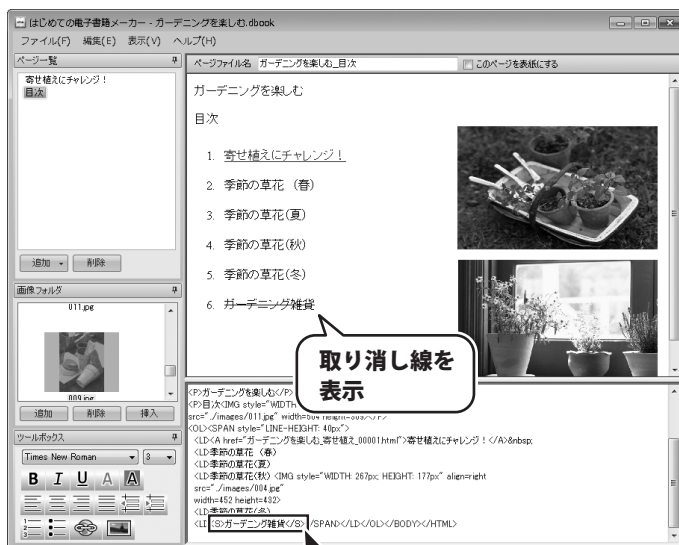 はじめての電子書籍メーカー - ガーデニングを楽しむ.dbook
ファイル(F) 編集(E) 表示(V) ヘルプ(H)
ページ一覧
寄せ植えにチャレンジ！
目次
追加 削除
画像フォルダ
011.jpg
009.jpg
追加 削除 挿入
ツールボックス
Times New Roman 3
B I U A A
ページファイル名 ガーデニングを楽しむ_目次 このページを表紙にする
ガーデニングを楽しむ
目次
1. 寄せ植えにチャレンジ！
2. 季節の草花 （春）
3. 季節の草花(夏)
4. 季節の草花(秋)
5. 季節の草花(冬)
6. ガーデニング雑貨
取り消し線を
表示
<P>ガーデニングを楽しむ</P>
<P>目次<IMG style="WIDTH
src="./images/011.jpg" width=504 height=309></P>
<OL><SPAN style="LINE-HEIGHT: 40px">
<LI><A href="ガーデニングを楽しむ_寄せ植え_00001.html">寄せ植えにチャレンジ！</A>&nbsp;
<LI>季節の草花 （春）
<LI>季節の草花(夏)
<LI>季節の草花(秋) <IMG style="WIDTH: 267px; HEIGHT: 177px" align=right
src="./images/004.jpg"
width=452 height=432>
<LI>季節の草花(冬)
<LI><S>ガーデニング雑貨</S></SPAN></LI></OL></BODY></HTML>